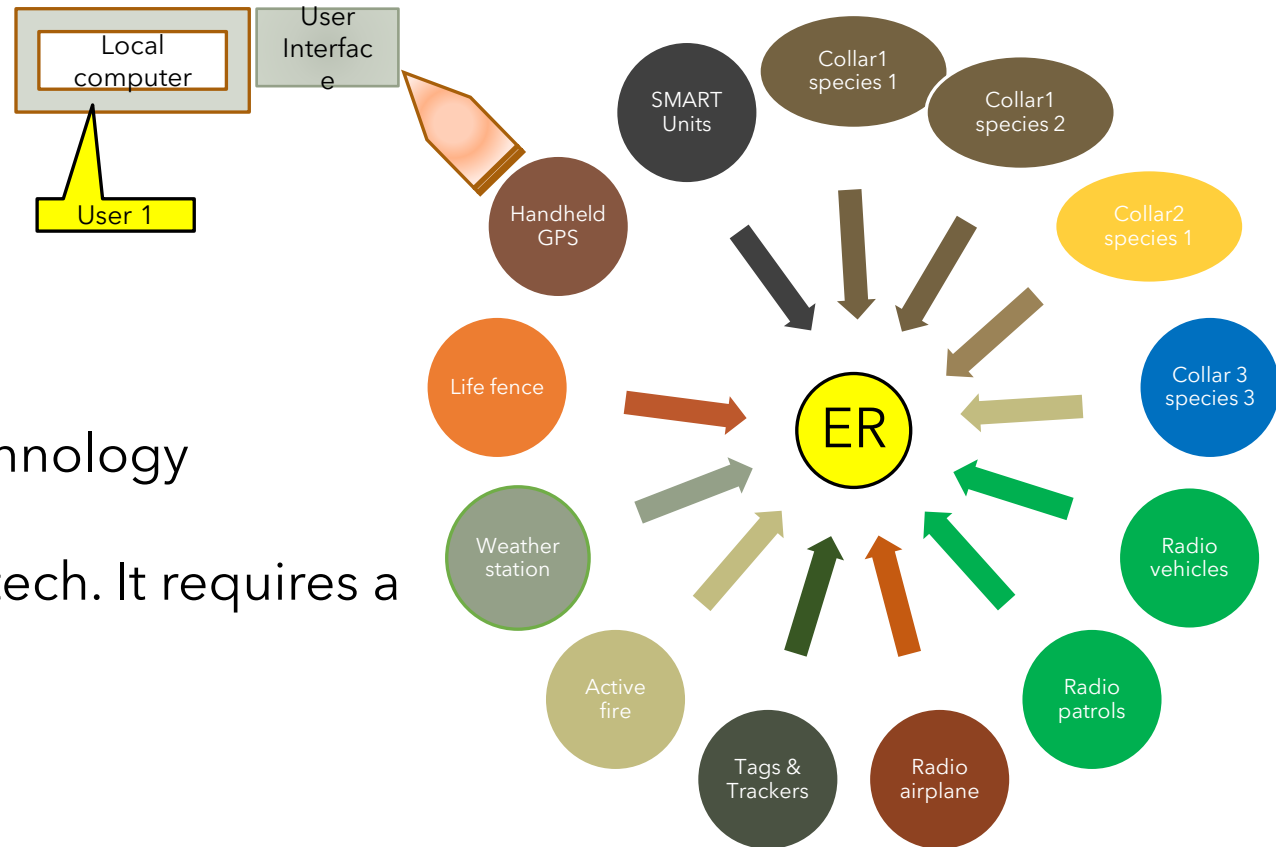 Local
computer
User
Interfac
e
User 1
SMART
Units
Collar1
species 1
Collar1
species 2
Handheld
GPS
Collar2
species 1
Life fence
Collar 3
species 3
ER
hnology
Weather
station
tech. It requires a
Radio
vehicles
Active
fire
Radio
patrols
Tags &
Trackers
Radio
airplane